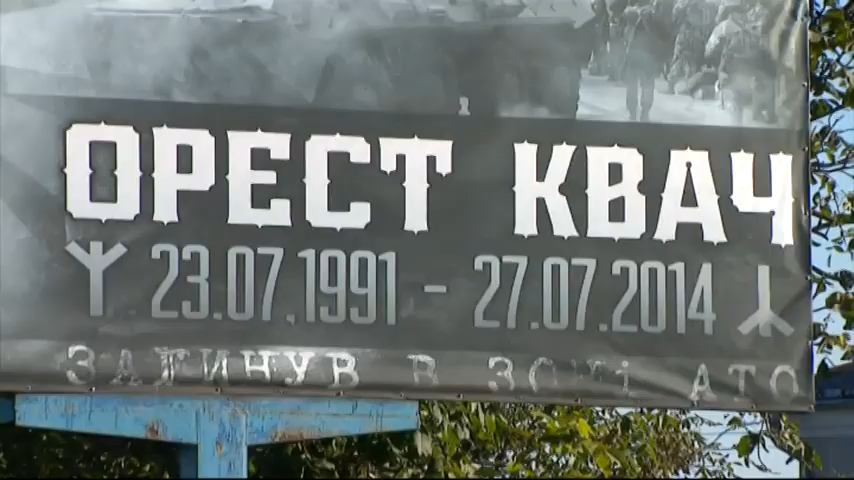 ОРЕСТ КВАЧ
ᛉ 23.07.1991 - 27.07.2014 ᛦ
ЗАГИНУВ В ЗОНІ АТО